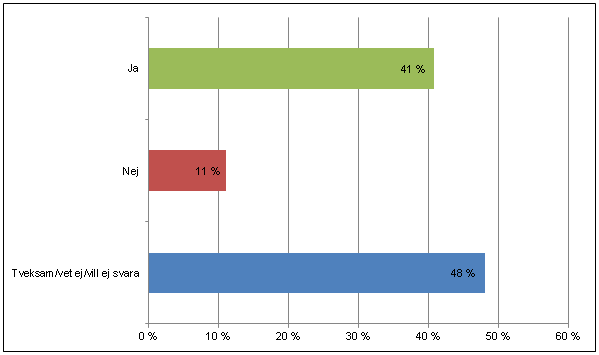 Ja
41 %
Nej
11 %
Tveksam/vet ej/vill ej svara
48 %
0 % 10 % 20 % 30 % 40 % 50 % 60 %